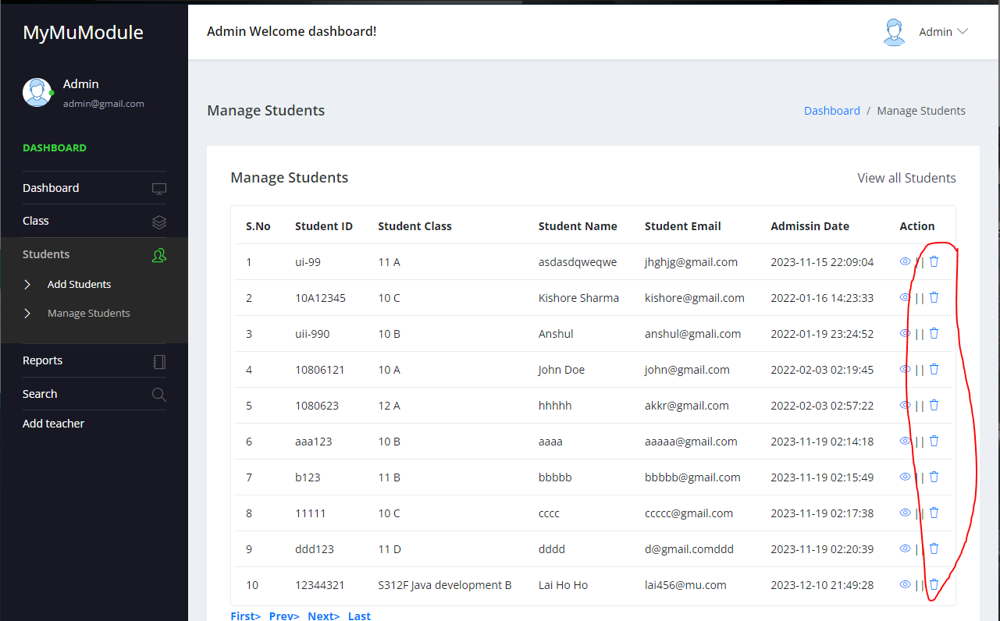 MyMuModule
Admin
admin@gmail.com
DASHBOARD
Dashboard
Class
Students
Add Students
Manage Students
Reports
Search
Add teacher
Admin Welcome dashboard!
Admin
Manage Students
Dashboard / Manage Students
Manage Students
View all Students
S.No Student ID Student Class Student Name Student Email Admissin Date Action
1 ui-99 11 A asdasdqweqwe jhghjg@gmail.com 2023-11-15 22:09:04 ||
2 10A12345 10 C Kishore Sharma kishore@gmail.com 2022-01-16 14:23:33 ||
3 uii-990 10 B Anshul anshul@gmali.com 2022-01-19 23:24:52 ||
4 10806121 10 A John Doe john@gmail.com 2022-02-03 02:19:45 ||
5 1080623 12 A hhhhh akkr@gmail.com 2022-02-03 02:57:22 ||
6 aaa123 10 B aaaa aaaaa@gmail.com 2023-11-19 02:14:18 ||
7 b123 11 B bbbbb bbbbb@gmail.com 2023-11-19 02:15:49 ||
8 11111 10 C cccc ccccc@gmail.com 2023-11-19 02:17:38 ||
9 ddd123 11 D dddd d@gmail.comddd 2023-11-19 02:20:39 ||
10 12344321 S312F Java development B Lai Ho Ho lai456@mu.com 2023-12-10 21:49:28 ||
First> Prev> Next> Last